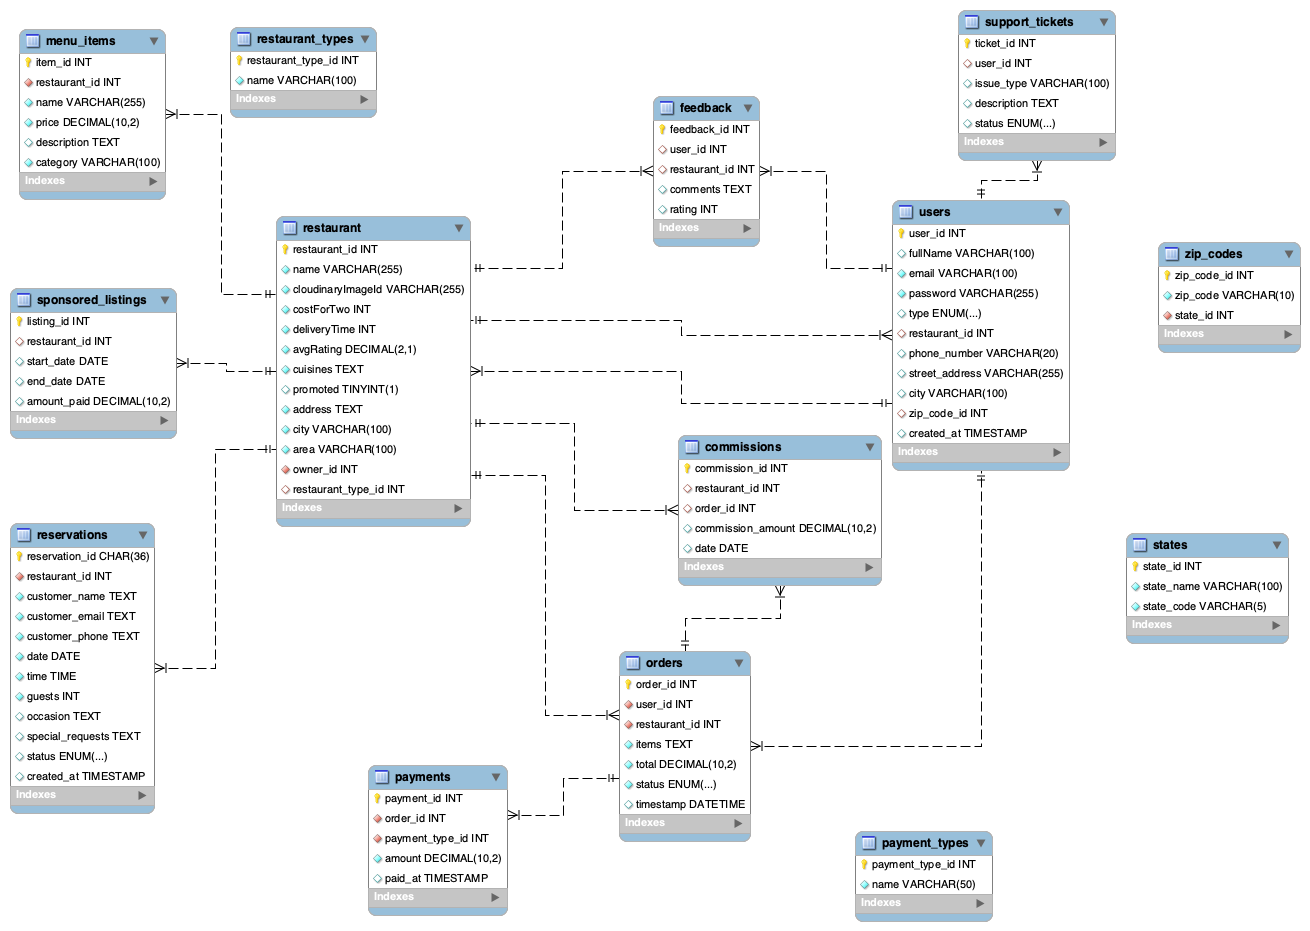 menu_items
item_id INT
restaurant_id INT
name VARCHAR(255)
price DECIMAL(10,2)
description TEXT
category VARCHAR(100)
Indexes
restaurant_types
restaurant_type_id INT
name VARCHAR(100)
Indexes
support_tickets
ticket_id INT
user_id INT
issue_type VARCHAR(100)
description TEXT
status ENUM(...)
Indexes
feedback
feedback_id INT
user_id INT
restaurant_id INT
comments TEXT
rating INT
Indexes
restaurant
restaurant_id INT
name VARCHAR(255)
cloudinaryImageId VARCHAR(255)
costForTwo INT
deliveryTime INT
avgRating DECIMAL(2,1)
cuisines TEXT
promoted TINYINT(1)
address TEXT
city VARCHAR(100)
area VARCHAR(100)
owner_id INT
restaurant_type_id INT
Indexes
users
user_id INT
fullName VARCHAR(100)
email VARCHAR(100)
password VARCHAR(255)
type ENUM(...)
restaurant_id INT
phone_number VARCHAR(20)
street_address VARCHAR(255)
city VARCHAR(100)
zip_code_id INT
created_at TIMESTAMP
Indexes
zip_codes
zip_code_id INT
zip_code VARCHAR(10)
state_id INT
Indexes
sponsored_listings
listing_id INT
restaurant_id INT
start_date DATE
end_date DATE
amount_paid DECIMAL(10,2)
Indexes
commissions
commission_id INT
restaurant_id INT
order_id INT
commission_amount DECIMAL(10,2)
date DATE
Indexes
reservations
reservation_id CHAR(36)
restaurant_id INT
customer_name TEXT
customer_email TEXT
customer_phone TEXT
date DATE
time TIME
guests INT
occasion TEXT
special_requests TEXT
status ENUM(...)
created_at TIMESTAMP
Indexes
states
state_id INT
state_name VARCHAR(100)
state_code VARCHAR(5)
Indexes
orders
order_id INT
user_id INT
restaurant_id INT
items TEXT
total DECIMAL(10,2)
status ENUM(...)
timestamp DATETIME
Indexes
payments
payment_id INT
order_id INT
payment_type_id INT
amount DECIMAL(10,2)
paid_at TIMESTAMP
Indexes
payment_types
payment_type_id INT
name VARCHAR(50)
Indexes